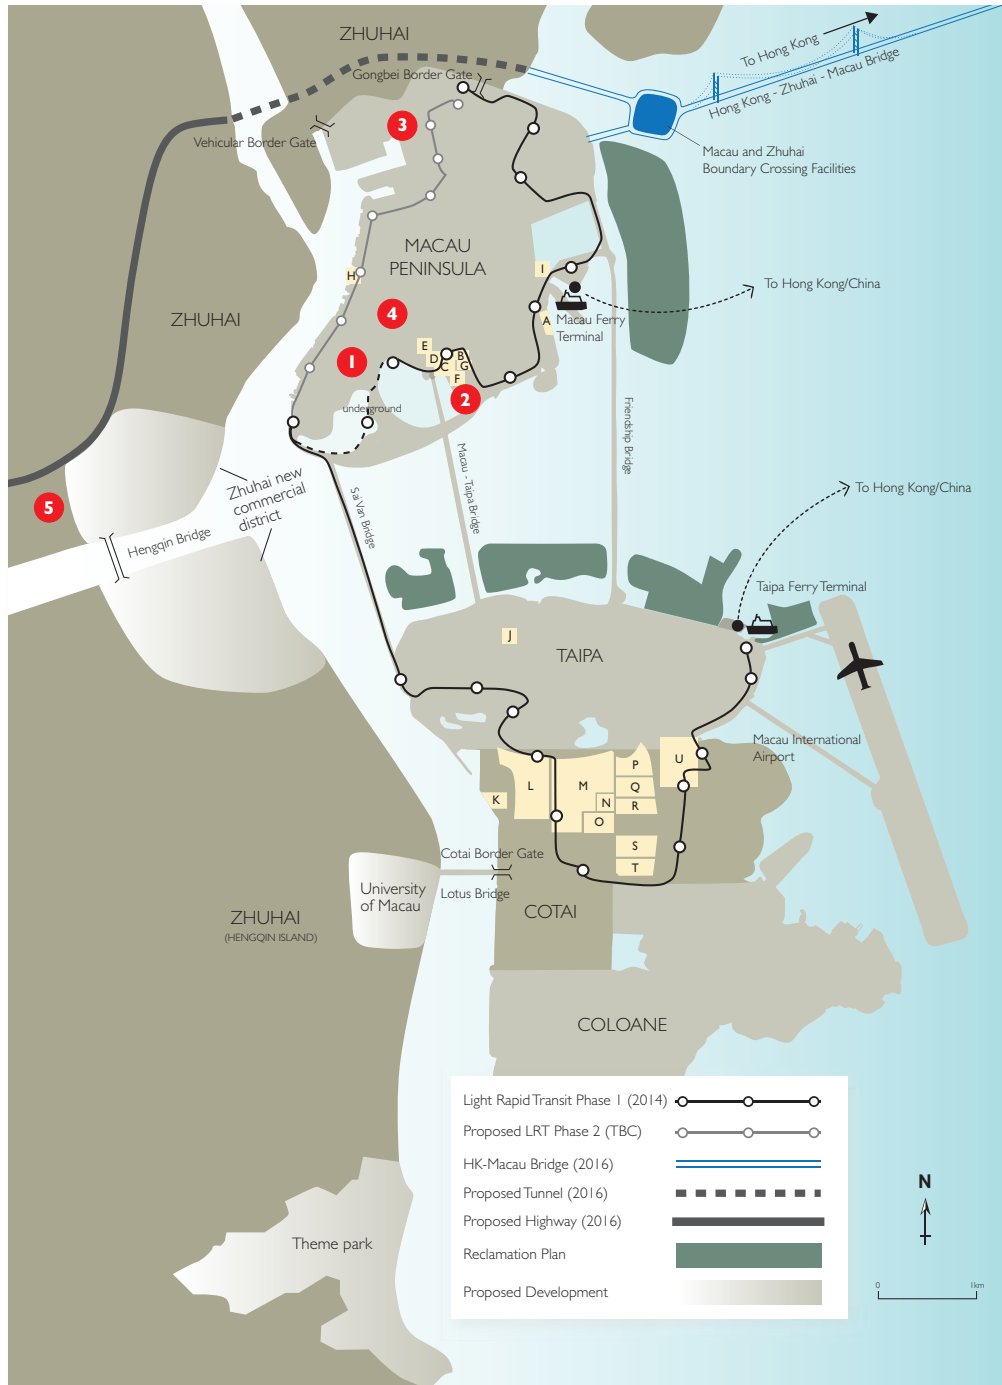 ZHUHAI
To Hong Kong
Gongbei Border Gate
Hong Kong - Zhuhai - Macau Bridge
3
Vehicular Border Gate
Macau and Zhuhai
Boundary Crossing Facilities
MACAU
PENINSULA
I
H
To Hong Kong/China
ZHUHAI
4
A
Macau Ferry
Terminal
E
D
B
C
G
F
1
2
underground
Friendship Bridge
Macau - Taipa Bridge
Sai Van Bridge
Zhuhai new
commercial
district
To Hong Kong/China
5
Hengqin Bridge
Taipa Ferry Terminal
J
TAIPA
Macau International
Airport
U
P
L
M
Q
K
N
R
O
S
T
Cotai Border Gate
Lotus Bridge
University
of Macau
COTAI
ZHUHAI
(HENGQIN ISLAND)
COLOANE
Light Rapid Transit Phase 1 (2014)
Proposed LRT Phase 2 (TBC)
HK-Macau Bridge (2016)
Proposed Tunnel (2016)
Proposed Highway (2016)
Reclamation Plan
Proposed Development
Theme park
N
0 1km